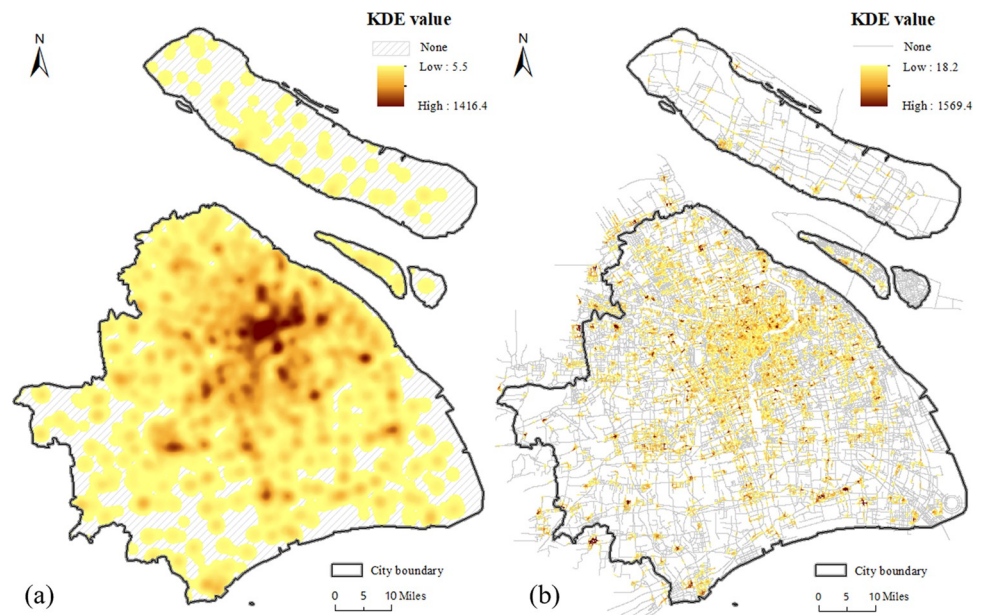 KDE value
N
None
Low : 5.5
High : 1416.4
(a)
City boundary
0 5 10 Miles
KDE value
N
None
Low : 18.2
High : 1569.4
(b)
City boundary
0 5 10 Miles